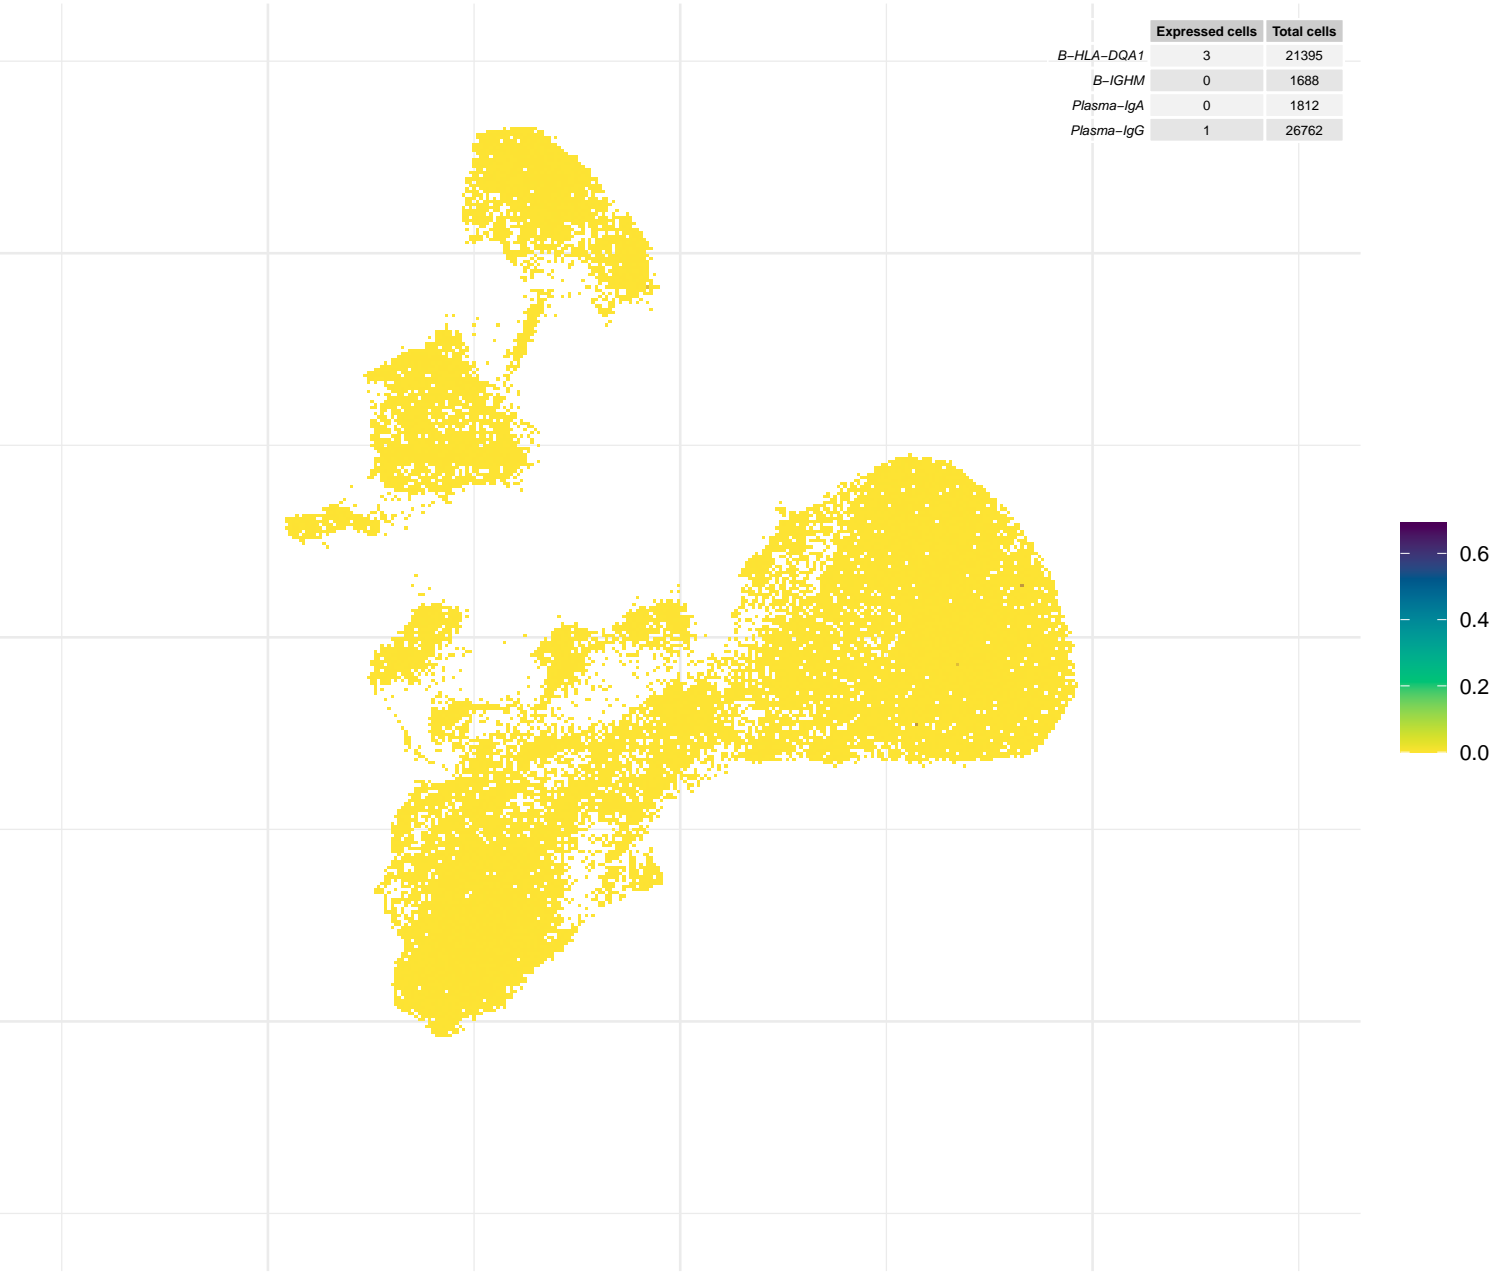 Expressed cells Total cells
B−HLA−DQA1 3 21395
B−IGHM 0 1688
Plasma−IgA 0 1812
Plasma−IgG 1 26762
0.6
0.4
0.2
0.0